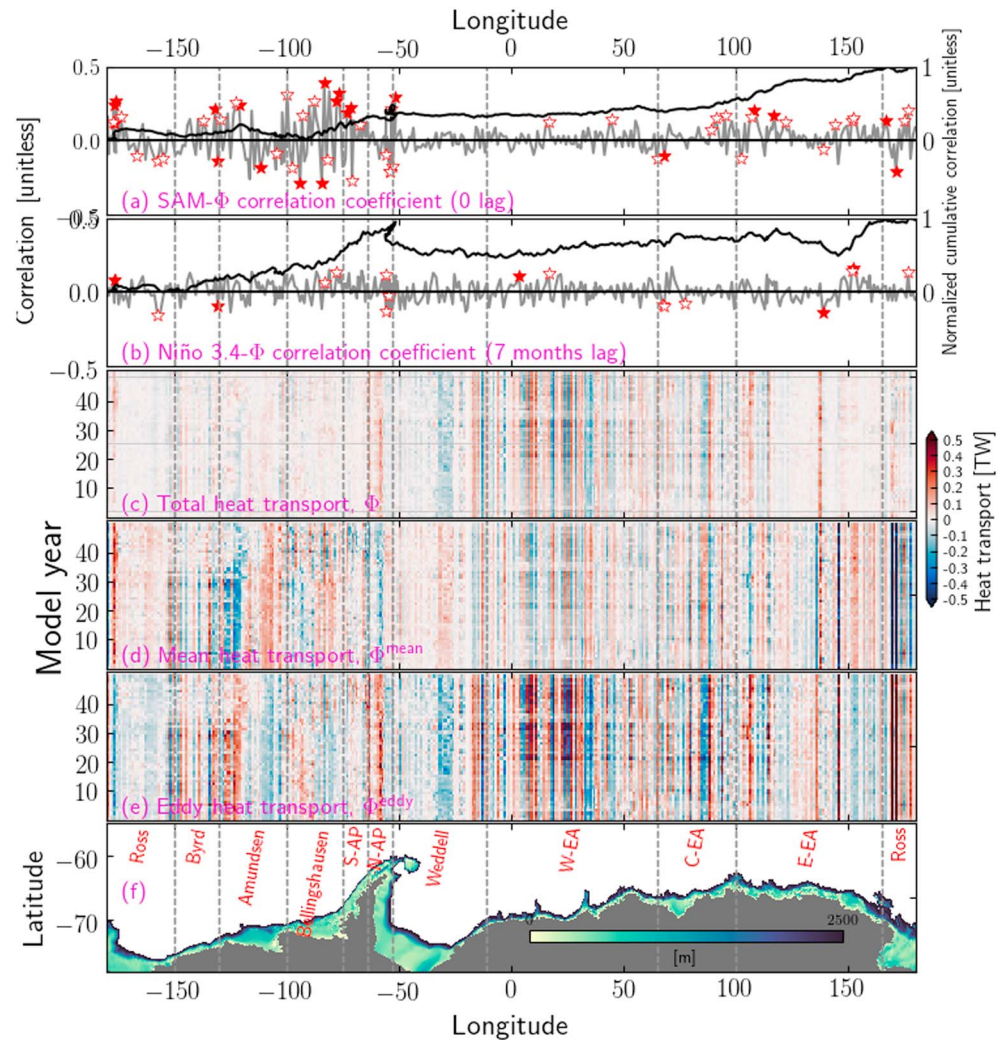 Longitude
−150 −100 −50 0 50 100 150
0.5 1
0.0 0
−0.5
(a) SAM-Φ correlation coefficient (0 lag)
Correlation [unitless]
Normalized cumulative correlation [unitless]
1
0.0 0
(b) Niño 3.4-Φ correlation coefficient (7 months lag)
−0.5
40
30
20
10
(c) Total heat transport, Φ
0.5
0.4
0.3
0.2
0.1
0
-0.1
-0.2
-0.3
-0.4
-0.5
Heat transport [TW]
Model year
40
30
20
10
(d) Mean heat transport, Φ^mean
40
30
20
10
(e) Eddy heat transport, Φ^eddy
Ross Byrd Amundsen Bellingshausen S-AP N-AP Weddell W-EA C-EA E-EA Ross
(f)
Latitude
−60
−70
0 2500
[m]
−150 −100 −50 0 50 100 150
Longitude